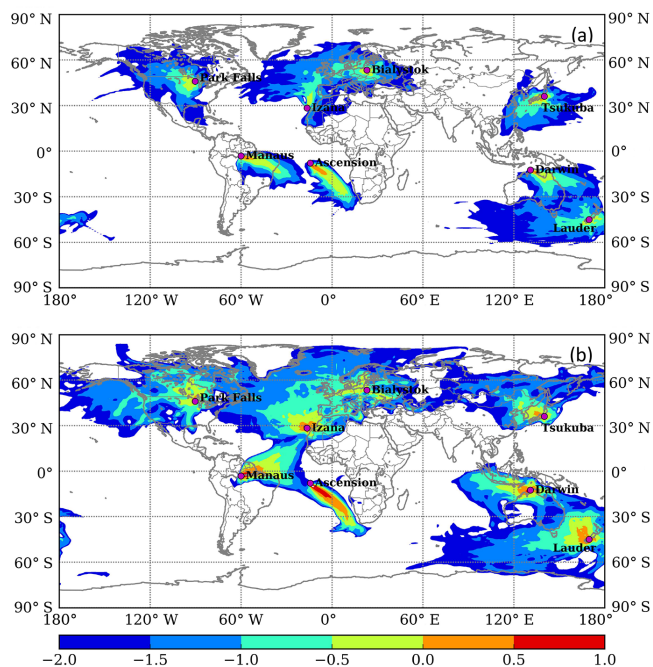 90° N (a) 90° N
60° N 60° N
Park Falls Bialystok
30° N Izana Tsukuba 30° N
0° Manaus Ascension Darwin 0°
30° S 30° S
Lauder
60° S 60° S
90° S 90° S
180° 120° W 60° W 0° 60° E 120° E 180°
90° N (b) 90° N
60° N 60° N
Park Falls Bialystok
30° N Izana Tsukuba 30° N
0° Manaus Ascension Darwin 0°
30° S 30° S
Lauder
60° S 60° S
90° S 90° S
180° 120° W 60° W 0° 60° E 120° E 180°
−2.0 −1.5 −1.0 −0.5 0.0 0.5 1.0